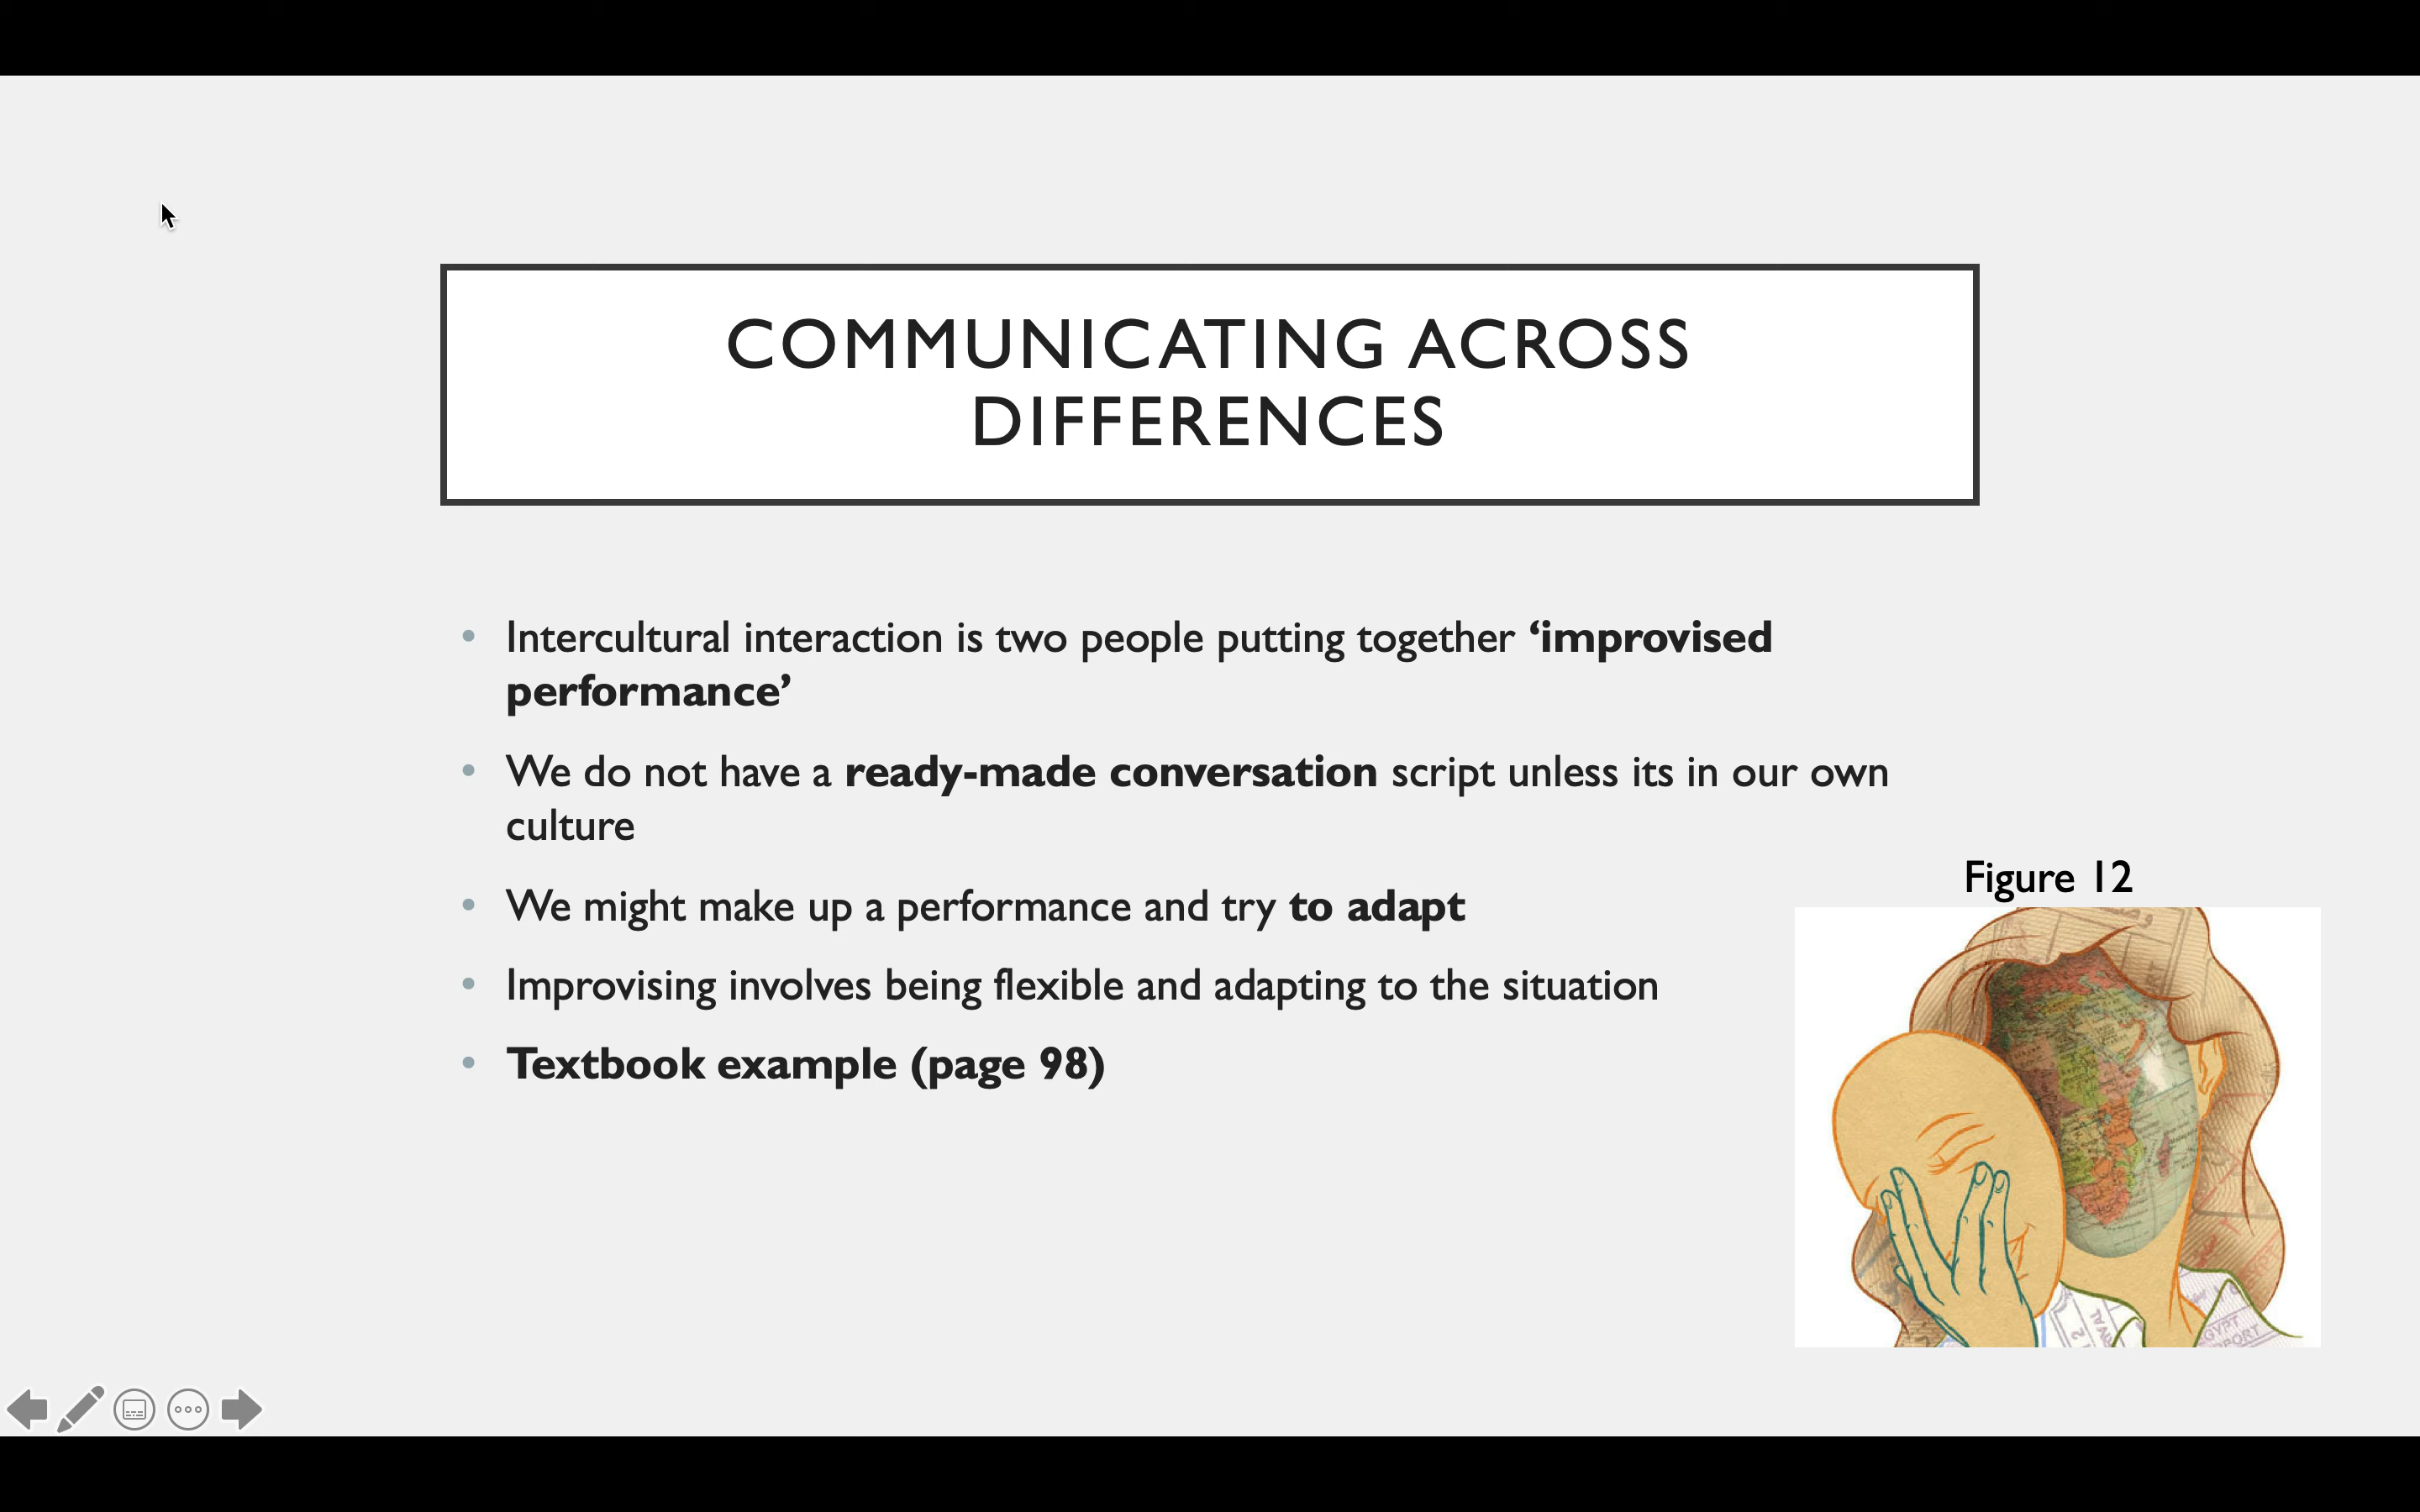 COMMUNICATING ACROSS
DIFFERENCES
• Intercultural interaction is two people putting together ‘improvised
performance’
• We do not have a ready-made conversation script unless its in our own
culture
• We might make up a performance and try to adapt
• Improvising involves being flexible and adapting to the situation
• Textbook example (page 98)
Figure 12